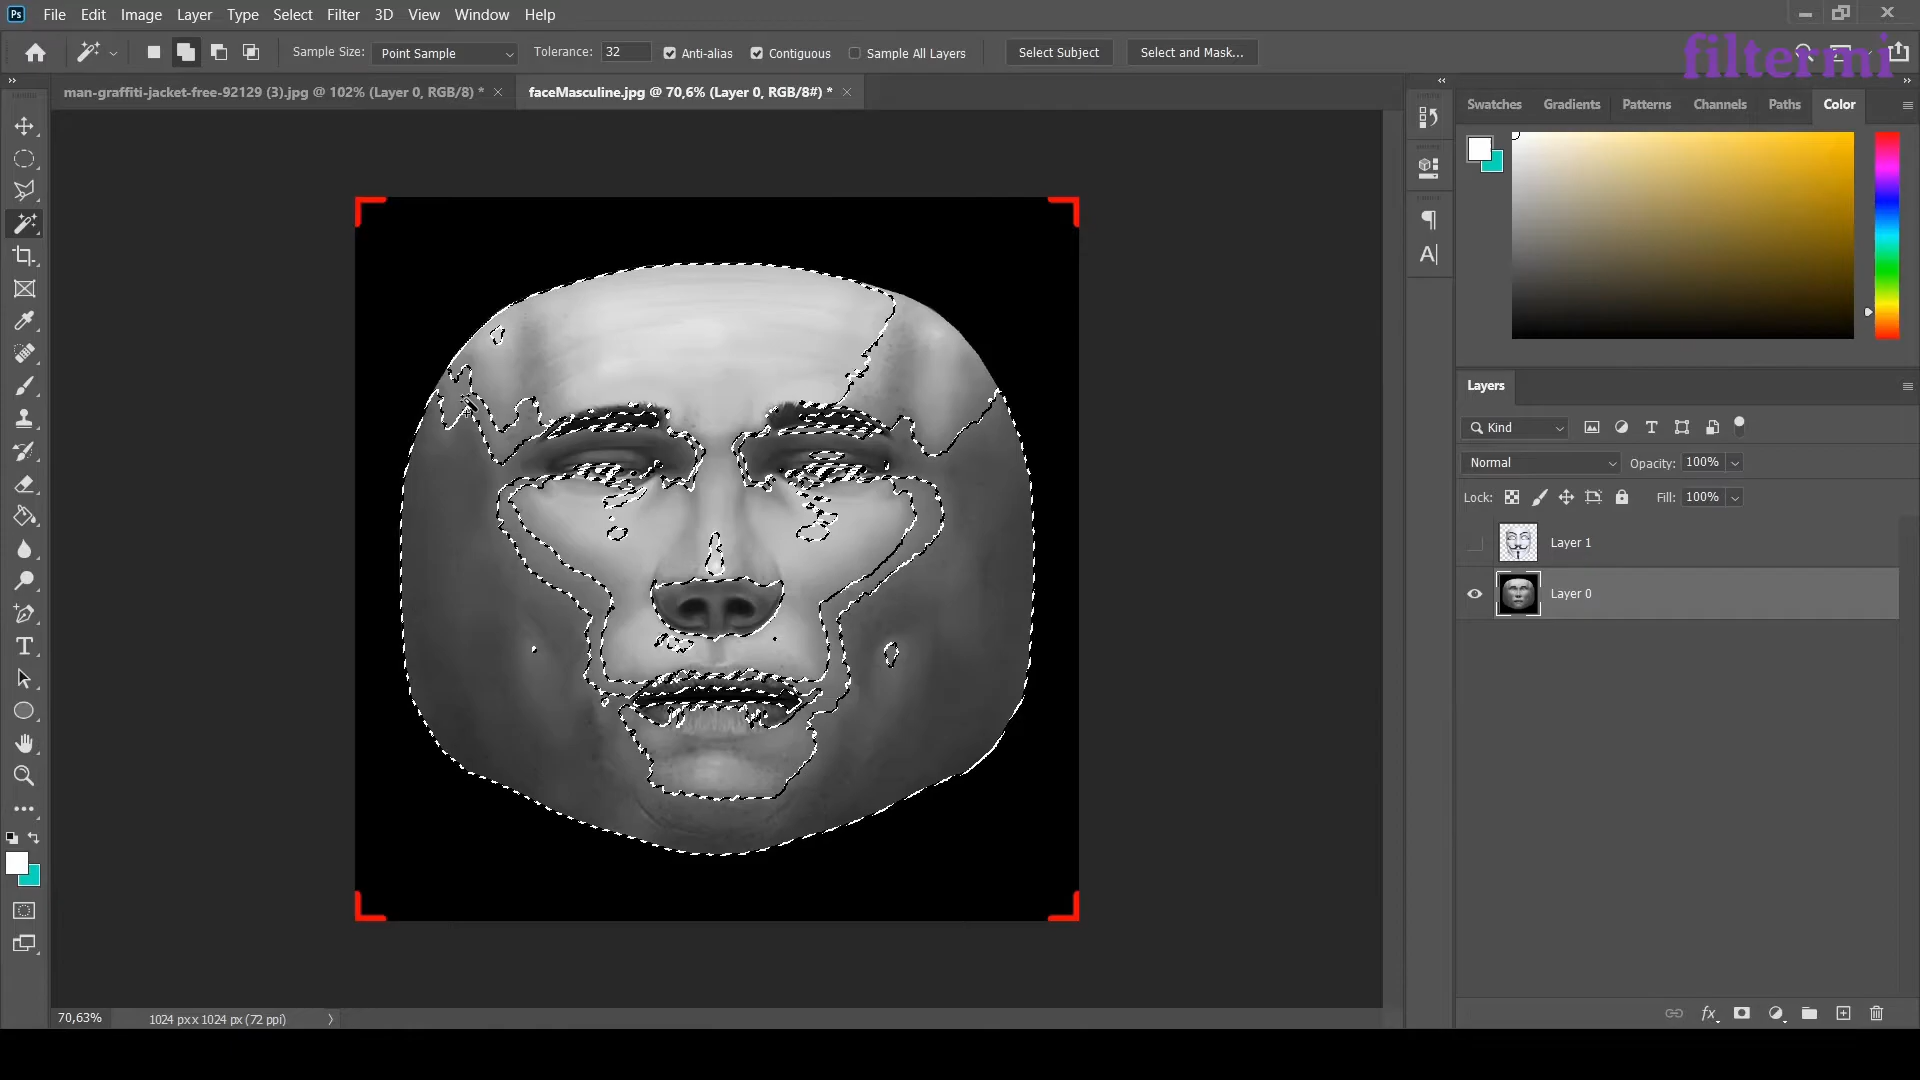 Ps File Edit Image Layer Type Select Filter 3D View Window Help
Sample Size: Point Sample Tolerance: 32 Anti-alias Contiguous Sample All Layers Select Subject Select and Mask...
filtermi
man-graffiti-jacket-free-92129 (3).jpg @ 102% (Layer 0, RGB/8) * faceMasculine.jpg @ 70,6% (Layer 0, RGB/8#) *
Swatches Gradients Patterns Channels Paths Color
Layers
Kind
Normal Opacity: 100%
Lock: Fill: 100%
Layer 1
Layer 0
70,63% 1024 px x 1024 px (72 ppi)